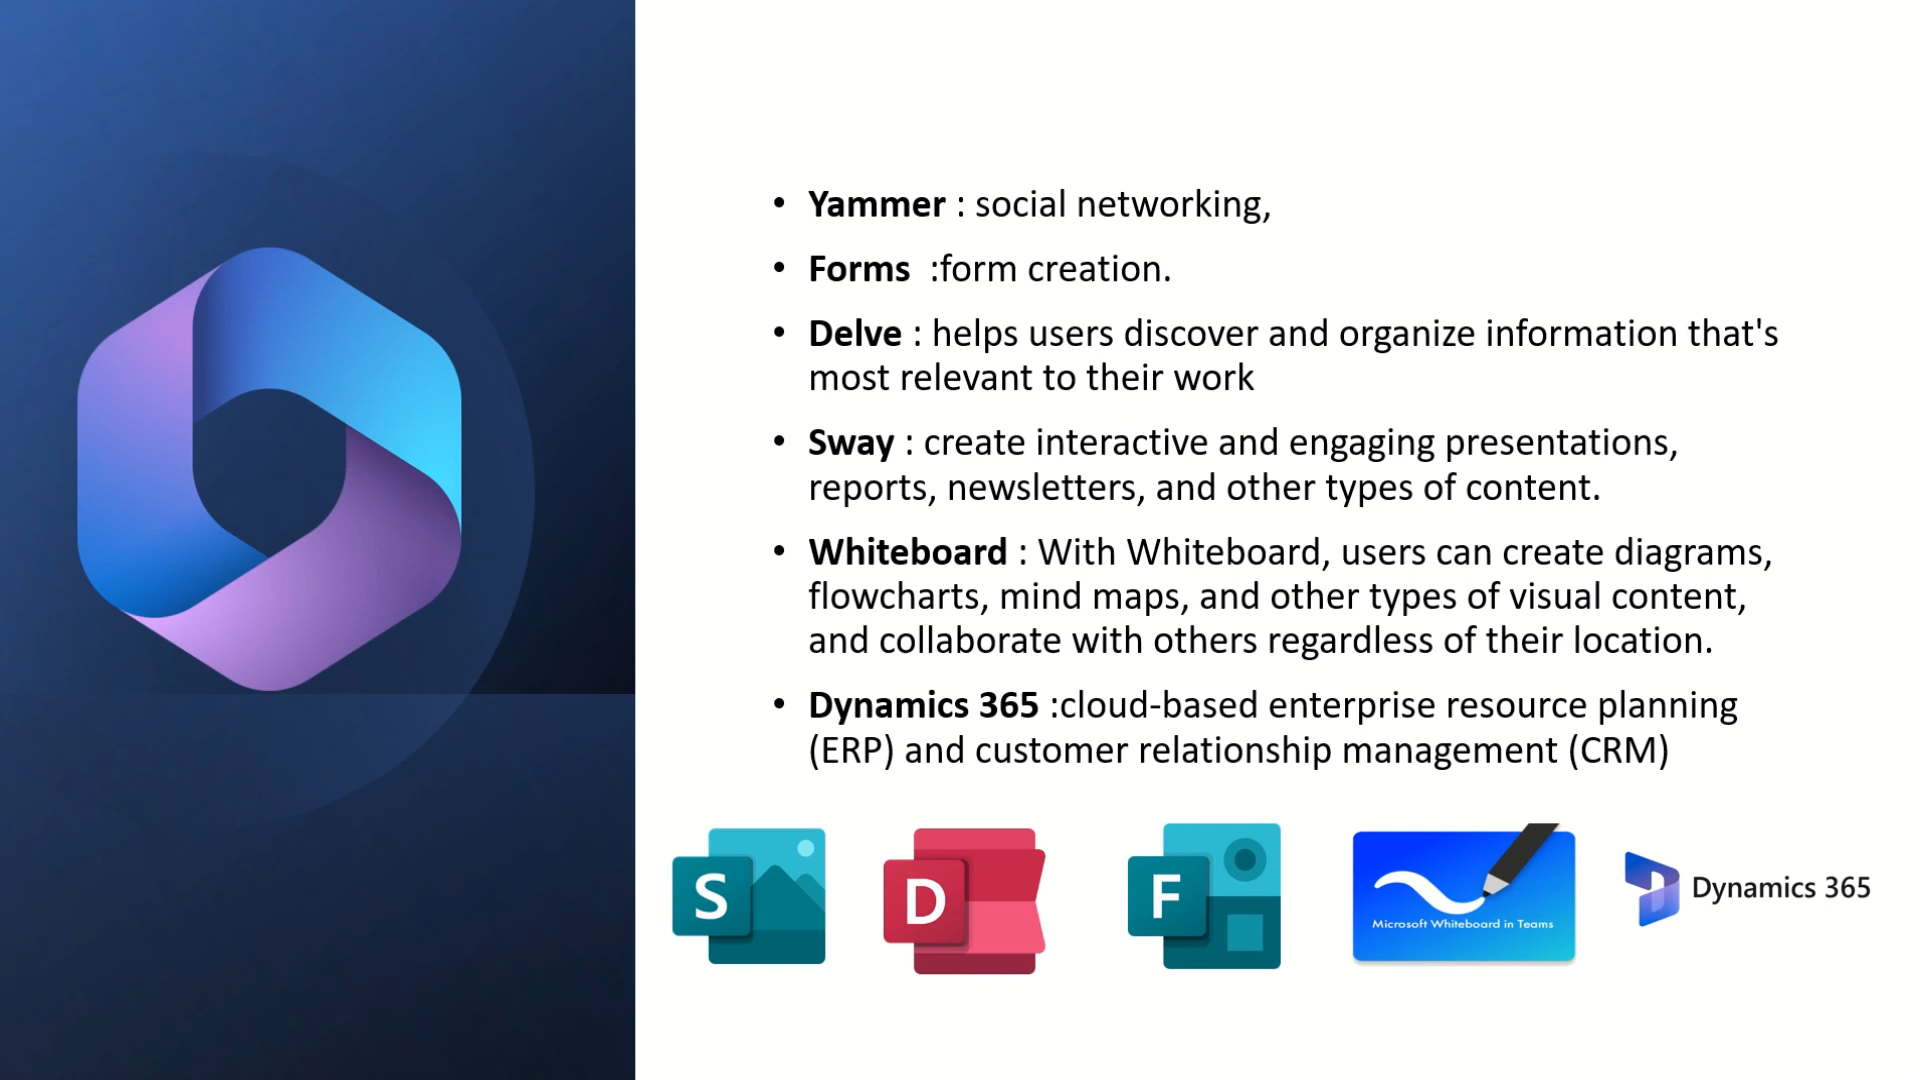 • Yammer : social networking,
• Forms  :form creation.
• Delve : helps users discover and organize information that's
most relevant to their work
• Sway : create interactive and engaging presentations,
reports, newsletters, and other types of content.
• Whiteboard : With Whiteboard, users can create diagrams,
flowcharts, mind maps, and other types of visual content,
and collaborate with others regardless of their location.
• Dynamics 365 :cloud-based enterprise resource planning
(ERP) and customer relationship management (CRM)
S
D
F
Microsoft Whiteboard in Teams
Dynamics 365